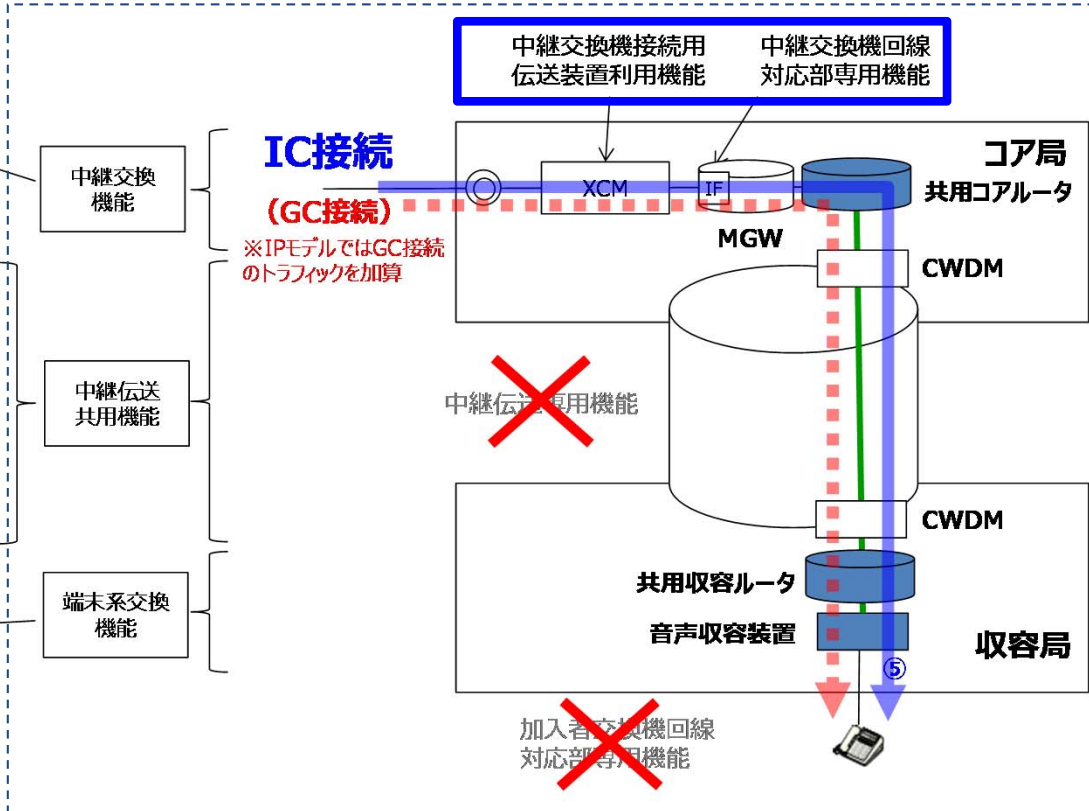 中継交換機接続用
伝送装置利用機能
中継交換機回線
対応部専用機能
IC接続
コア局
中継交換
機能
XCM
IF
共用コアルータ
(GC接続)
MGW
※IPモデルではGC接続
のトラフィックを加算
CWDM
中継伝送
共用機能
中継伝送専用機能
CWDM
共用収容ルータ
端末系交換
機能
音声収容装置
収容局
⑤
加入者交換機回線
対応部専用機能